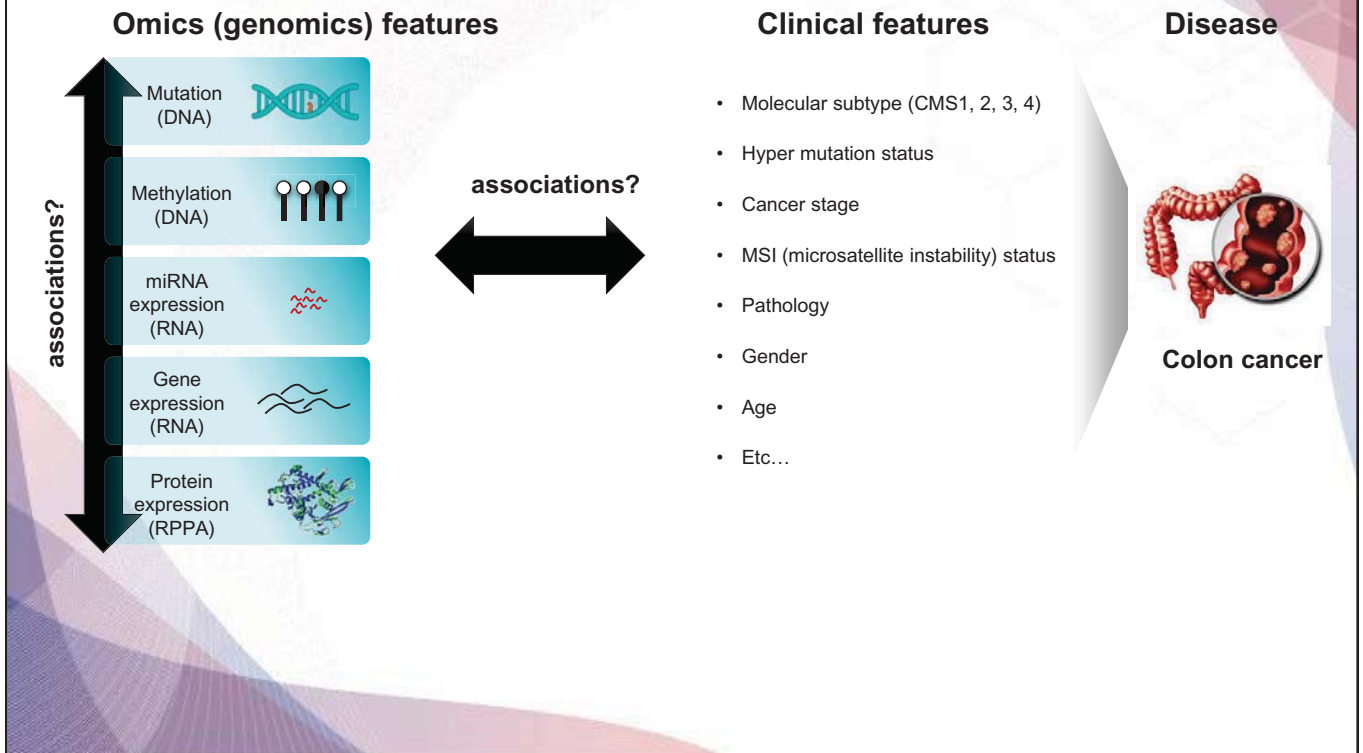 Omics (genomics) features
Clinical features
Disease
associations?
Mutation
(DNA)
Methylation
(DNA)
miRNA
expression
(RNA)
Gene
expression
(RNA)
Protein
expression
(RPPA)
associations?
• Molecular subtype (CMS1, 2, 3, 4)
• Hyper mutation status
• Cancer stage
• MSI (microsatellite instability) status
• Pathology
• Gender
• Age
• Etc…
Colon cancer